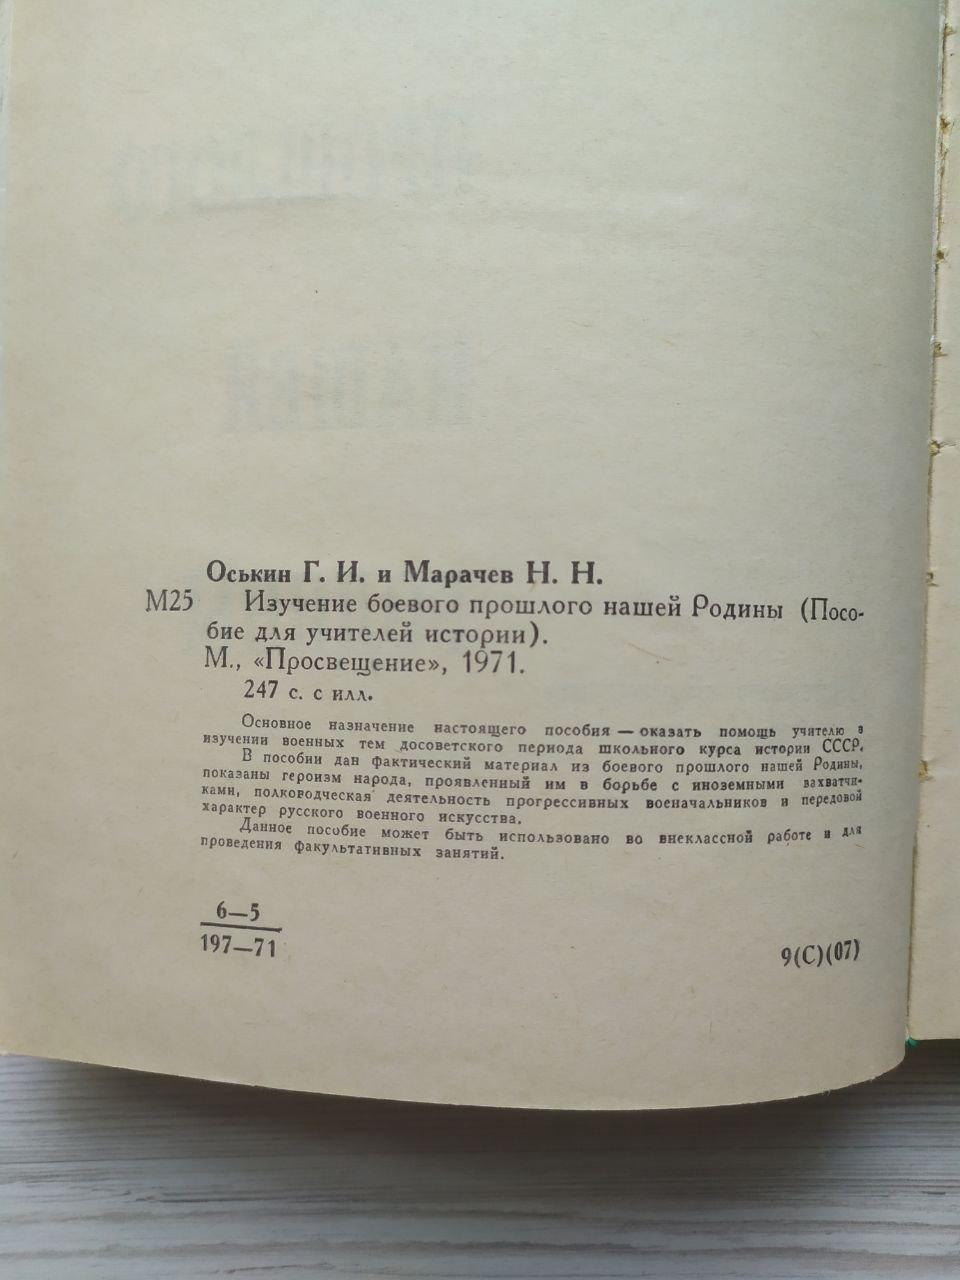 Оськин Г. И. и Марачев Н. Н.
М25 Изучение боевого прошлого нашей Родины (Посо-
бие для учителей истории).
М., «Просвещение», 1971.
247 с. с илл.
Основное назначение настоящего пособия — оказать помощь учителю в
изучении военных тем досоветского периода школьного курса истории СССР.
В пособии дан фактический материал из боевого прошлого нашей Родины,
показаны героизм народа, проявленный им в борьбе с иноземными захватчи-
ками, полководческая деятельность прогрессивных военачальников и передовой
характер русского военного искусства.
Данное пособие может быть использовано во внеклассной работе и для
проведения факультативных занятий.
6—5
197—71
9(С)(07)